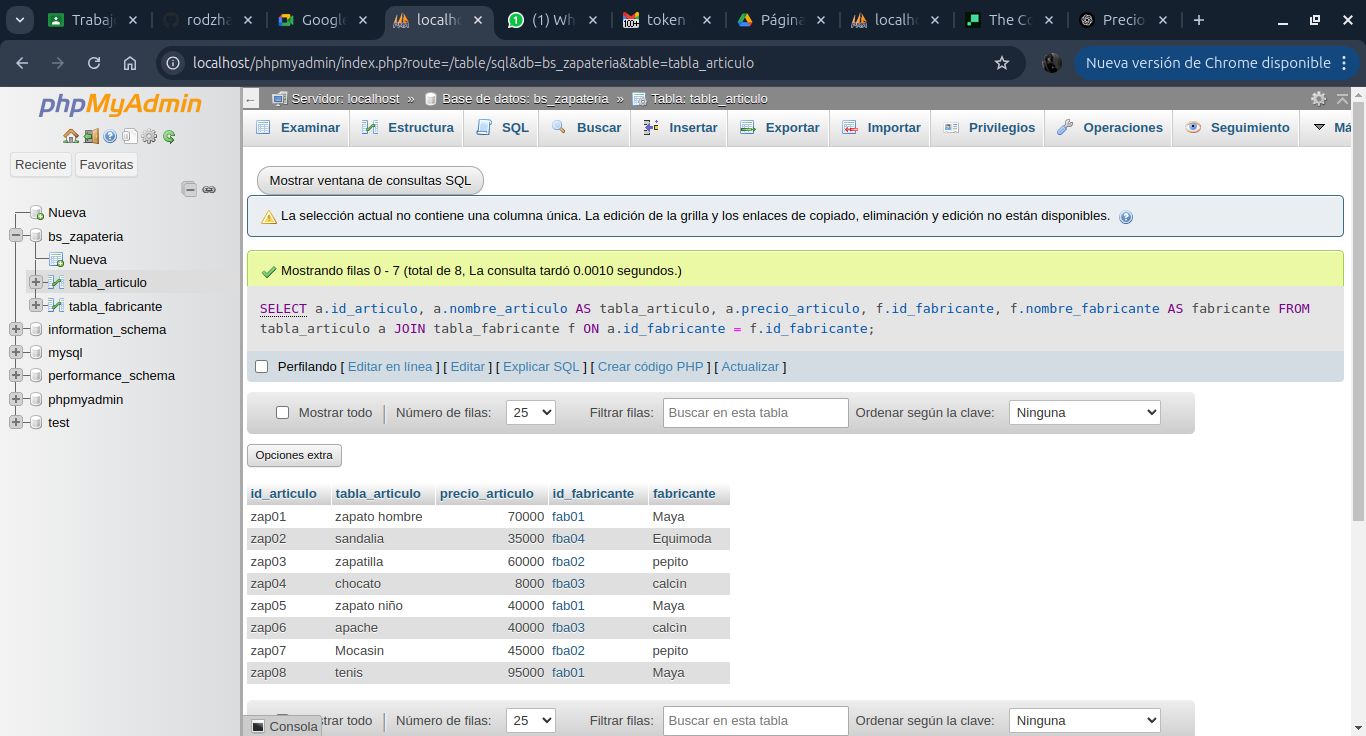 Trabajo
rodzha
Google
localho
(1) Wh
100+ token
Página
localho
The Co
Precio
localhost/phpmyadmin/index.php?route=/table/sql&db=bs_zapateria&table=tabla_articulo
Nueva versión de Chrome disponible
phpMyAdmin
Reciente Favoritas
Nueva
bs_zapateria
Nueva
tabla_articulo
tabla_fabricante
information_schema
mysql
performance_schema
phpmyadmin
test
Servidor: localhost » Base de datos: bs_zapateria » Tabla: tabla_articulo
Examinar Estructura SQL Buscar Insertar Exportar Importar Privilegios Operaciones Seguimiento Má
Mostrar ventana de consultas SQL
La selección actual no contiene una columna única. La edición de la grilla y los enlaces de copiado, eliminación y edición no están disponibles.
Mostrando filas 0 - 7 (total de 8, La consulta tardó 0.0010 segundos.)
SELECT a.id_articulo, a.nombre_articulo AS tabla_articulo, a.precio_articulo, f.id_fabricante, f.nombre_fabricante AS fabricante FROM
tabla_articulo a JOIN tabla_fabricante f ON a.id_fabricante = f.id_fabricante;
Perfilando [ Editar en línea ] [ Editar ] [ Explicar SQL ] [ Crear código PHP ] [ Actualizar ]
Mostrar todo | Número de filas: 25 Filtrar filas: Buscar en esta tabla Ordenar según la clave: Ninguna
Opciones extra
id_articulo tabla_articulo precio_articulo id_fabricante fabricante
zap01 zapato hombre 70000 fab01 Maya
zap02 sandalia 35000 fba04 Equimoda
zap03 zapatilla 60000 fba02 pepito
zap04 chocato 8000 fba03 calcìn
zap05 zapato niño 40000 fab01 Maya
zap06 apache 40000 fba03 calcìn
zap07 Mocasin 45000 fba02 pepito
zap08 tenis 95000 fab01 Maya
strar todo | Número de filas: 25 Filtrar filas: Buscar en esta tabla Ordenar según la clave: Ninguna
Consola